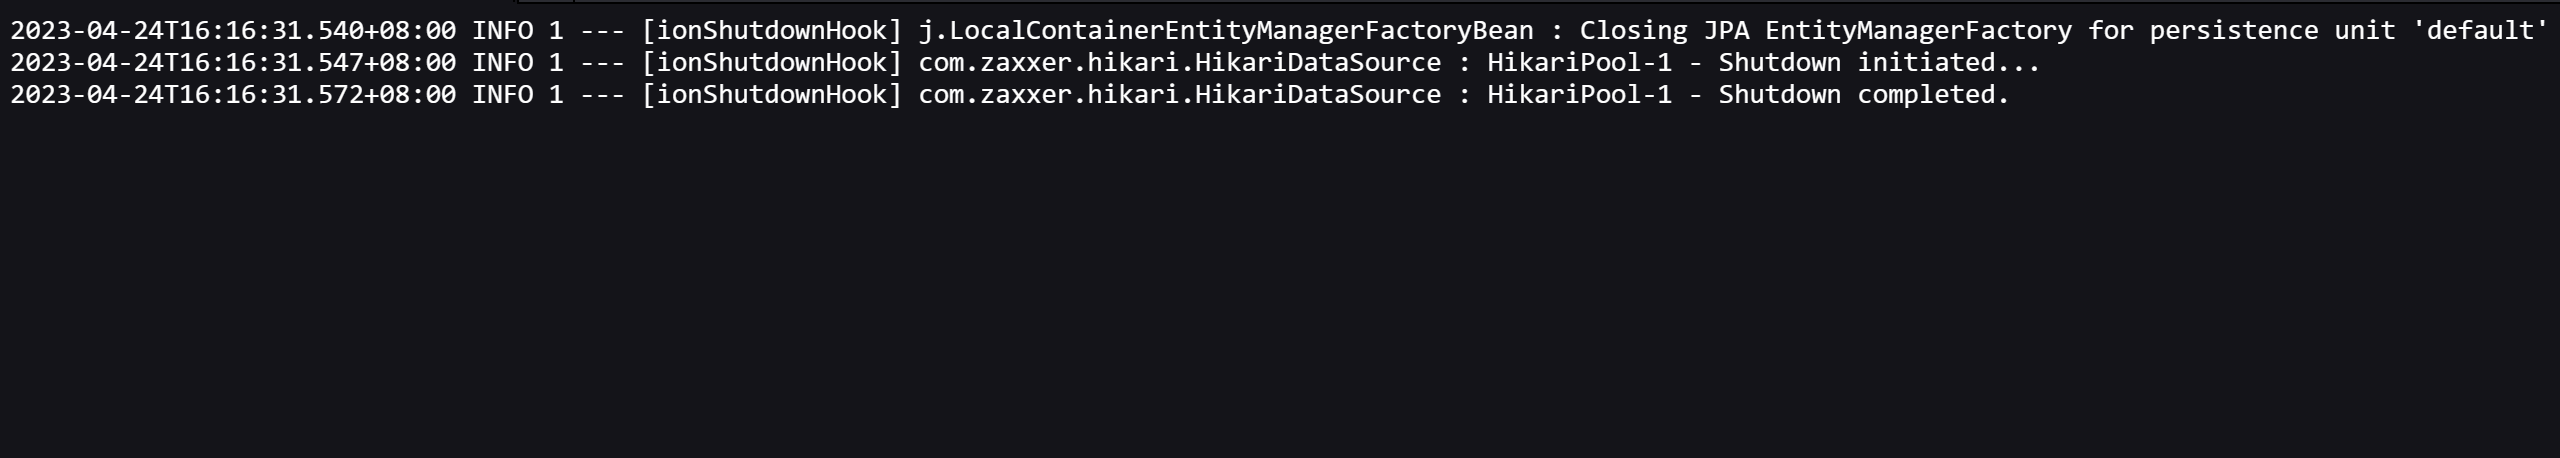 2023-04-24T16:16:31.540+08:00 INFO 1 --- [ionShutdownHook] j.LocalContainerEntityManagerFactoryBean : Closing JPA EntityManagerFactory for persistence unit 'default'
2023-04-24T16:16:31.547+08:00 INFO 1 --- [ionShutdownHook] com.zaxxer.hikari.HikariDataSource : HikariPool-1 - Shutdown initiated...
2023-04-24T16:16:31.572+08:00 INFO 1 --- [ionShutdownHook] com.zaxxer.hikari.HikariDataSource : HikariPool-1 - Shutdown completed.